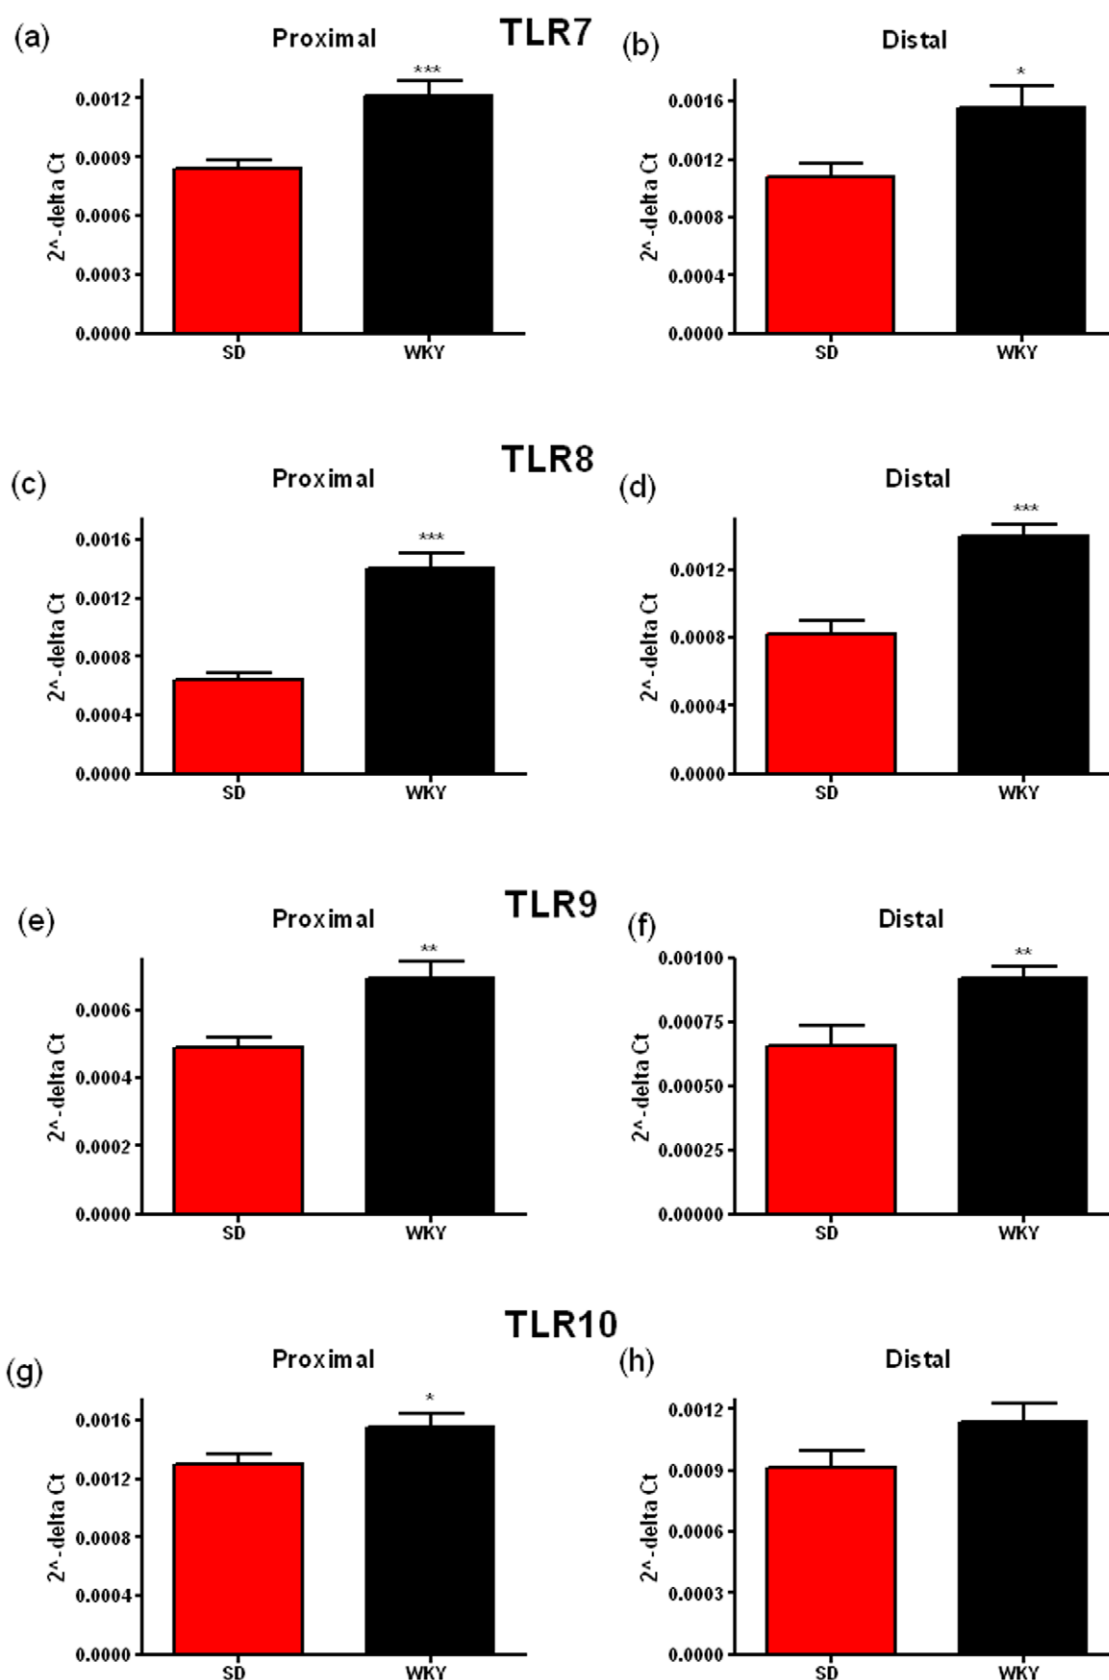 TLR7
(a)
Proximal
***
0.0012
0.0009
0.0006
0.0003
0.0000
2^-delta Ct
SD
WKY
(b)
Distal
*
0.0016
0.0012
0.0008
0.0004
0.0000
2^-delta Ct
SD
WKY
TLR8
(c)
Proximal
***
0.0016
0.0012
0.0008
0.0004
0.0000
2^-delta Ct
SD
WKY
(d)
Distal
***
0.0012
0.0008
0.0004
0.0000
2^-delta Ct
SD
WKY
TLR9
(e)
Proximal
**
0.0006
0.0004
0.0002
0.0000
2^-delta Ct
SD
WKY
(f)
Distal
**
0.00100
0.00075
0.00050
0.00025
0.00000
2^-delta Ct
SD
WKY
TLR10
(g)
Proximal
*
0.0016
0.0012
0.0008
0.0004
0.0000
2^-delta Ct
SD
WKY
(h)
Distal
0.0012
0.0009
0.0006
0.0003
0.0000
2^-delta Ct
SD
WKY